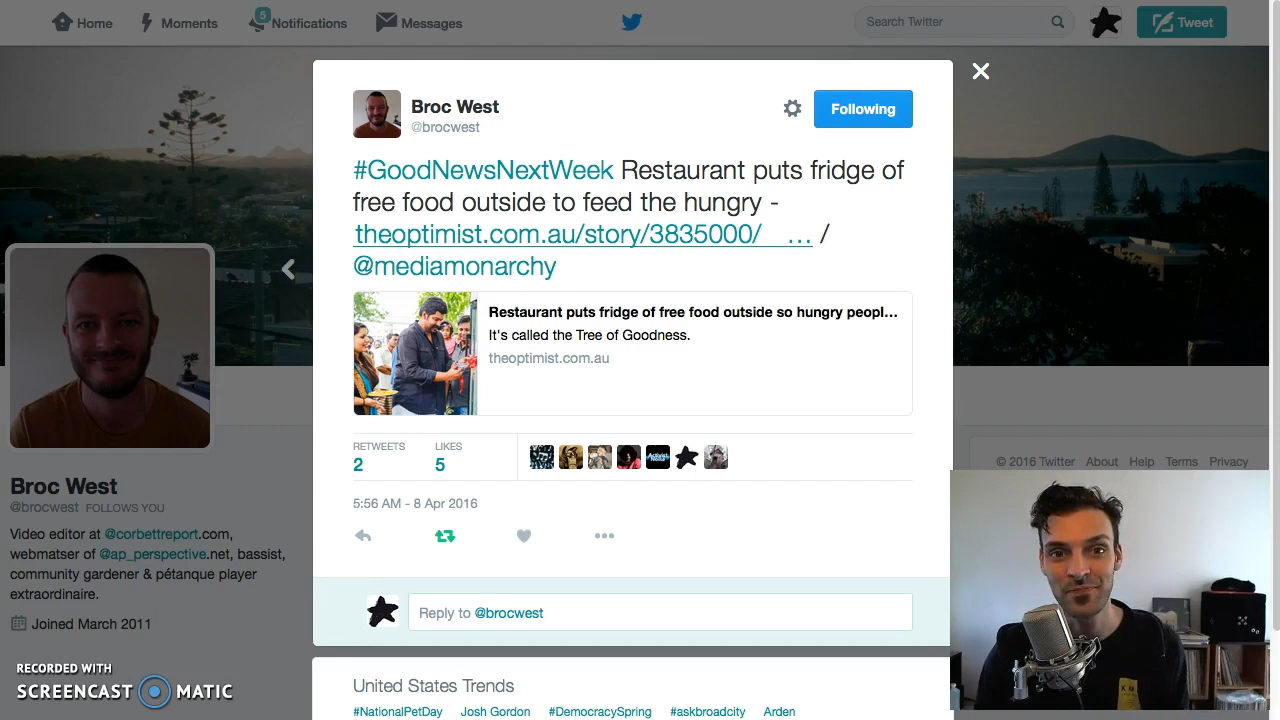 Home Moments 5 Notifications Messages Search Twitter Tweet
Broc West
@brocwest
Following
#GoodNewsNextWeek Restaurant puts fridge of
free food outside to feed the hungry -
theoptimist.com.au/story/3835000/ … /
@mediamonarchy
Restaurant puts fridge of free food outside so hungry peopl...
It's called the Tree of Goodness.
theoptimist.com.au
RETWEETS LIKES
2 5
5:56 AM - 8 Apr 2016
Reply to @brocwest
United States Trends
#NationalPetDay Josh Gordon #DemocracySpring #askbroadcity Arden
Broc West
@brocwest FOLLOWS YOU
Video editor at @corbettreport.com,
webmatser of @ap_perspective.net, bassist,
community gardener & pétanque player
extraordinaire.
Joined March 2011
RECORDED WITH
SCREENCAST MATIC
© 2016 Twitter About Help Terms Privacy